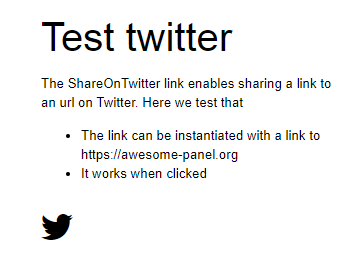 Test twitter
The ShareOnTwitter link enables sharing a link to
an url on Twitter. Here we test that
The link can be instantiated with a link to
https://awesome-panel.org
It works when clicked